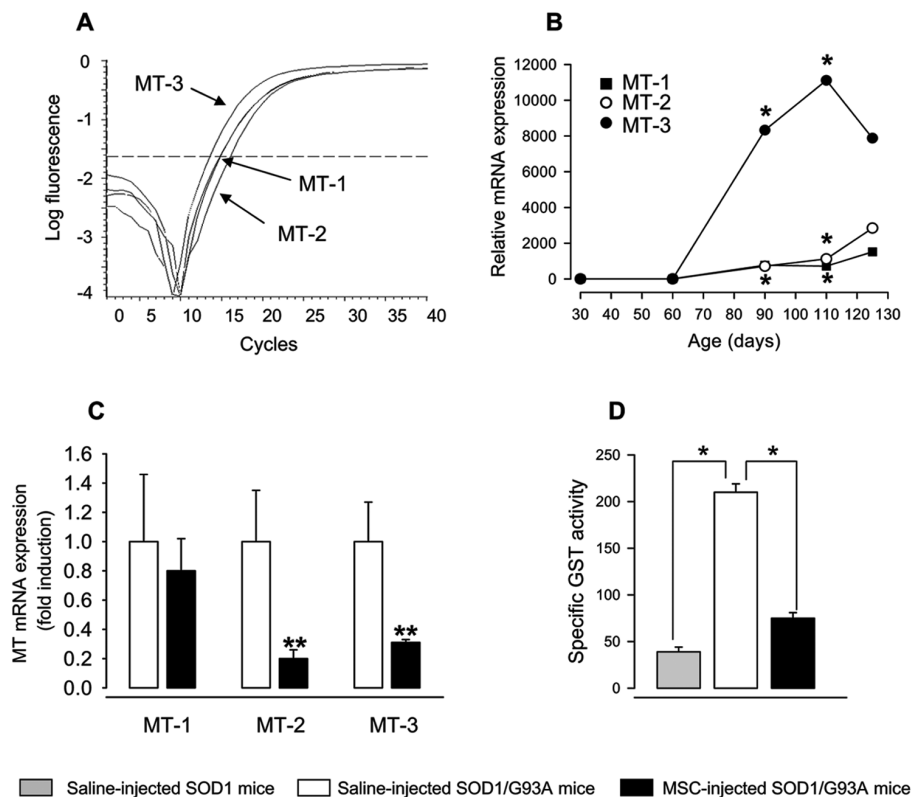 A
Log fluorescence
0
-1
-2
-3
-4
MT-3
MT-1
MT-2
0 5 10 15 20 25 30 35 40
Cycles
B
Relative mRNA expression
12000
10000
8000
6000
4000
2000
0
MT-1
MT-2
MT-3
*
*
*
*
*
30 40 50 60 70 80 90 100 110 120 130
Age (days)
C
MT mRNA expression
(fold induction)
1.6
1.4
1.2
1.0
0.8
0.6
0.4
0.2
0.0
**
**
MT-1 MT-2 MT-3
D
Specific GST activity
250
200
150
100
50
0
* *
Saline-injected SOD1 mice Saline-injected SOD1/G93A mice MSC-injected SOD1/G93A mice